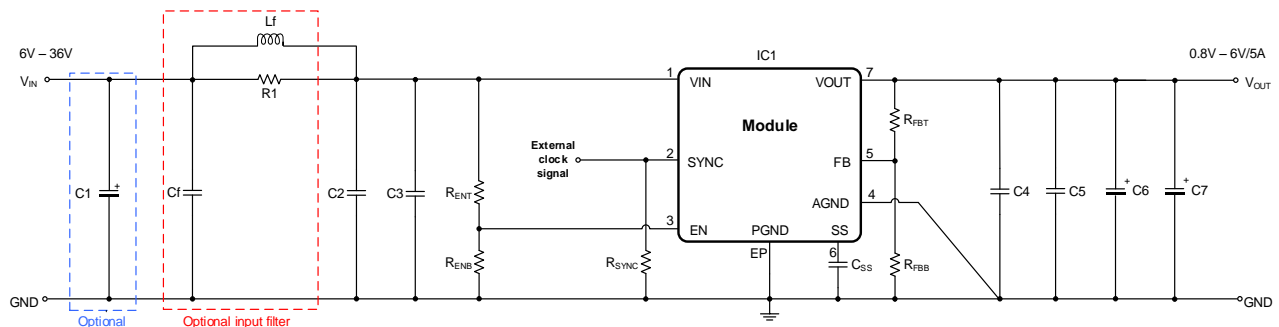 Lf
6V – 36V
IC1
0.8V – 6V/5A
VIN
R1
1
VIN
VOUT
7
VOUT
RFBT
Module
External
clock
signal
2
SYNC
FB
5
C1
+
Cf
C2
C3
RENT
AGND
4
C4
C5
+
C6
+
C7
3
EN
PGND
SS
EP
6
RENB
RSYNC
CSS
RFBB
GND
GND
Optional
Optional input filter